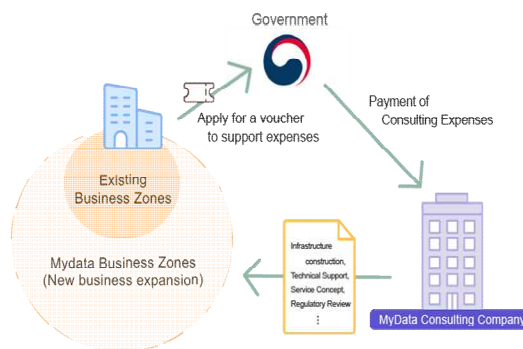 Government
Apply for a voucher
to support expenses
Payment of
Consulting Expenses
Existing
Business Zones
Mydata Business Zones
(New business expansion)
Infrastructure
construction,
Technical Support,
Service Concept,
Regulatory Review
⋮
MyData Consulting Company